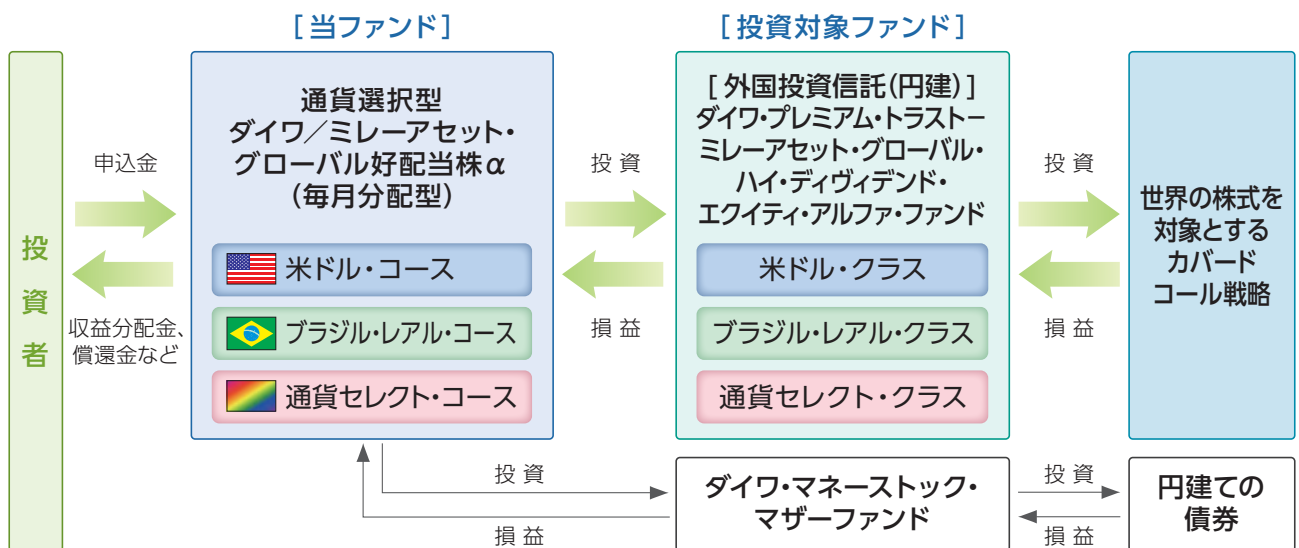 [当ファンド]
[投資対象ファンド]
投資者
申込金
収益分配金、
償還金など
通貨選択型
ダイワ／ミレーアセット・
グローバル好配当株α
（毎月分配型）
米ドル・コース
ブラジル・レアル・コース
通貨セレクト・コース
投 資
損 益
[外国投資信託(円建)]
ダイワ・プレミアム・トラスト－
ミレーアセット・グローバル・
ハイ・ディヴィデンド・
エクイティ・アルファ・ファンド
米ドル・クラス
ブラジル・レアル・クラス
通貨セレクト・クラス
投 資
損 益
世界の株式を
対象とする
カバード
コール戦略
投 資
損 益
ダイワ・マネーストック・
マザーファンド
投 資
損 益
円建ての
債券